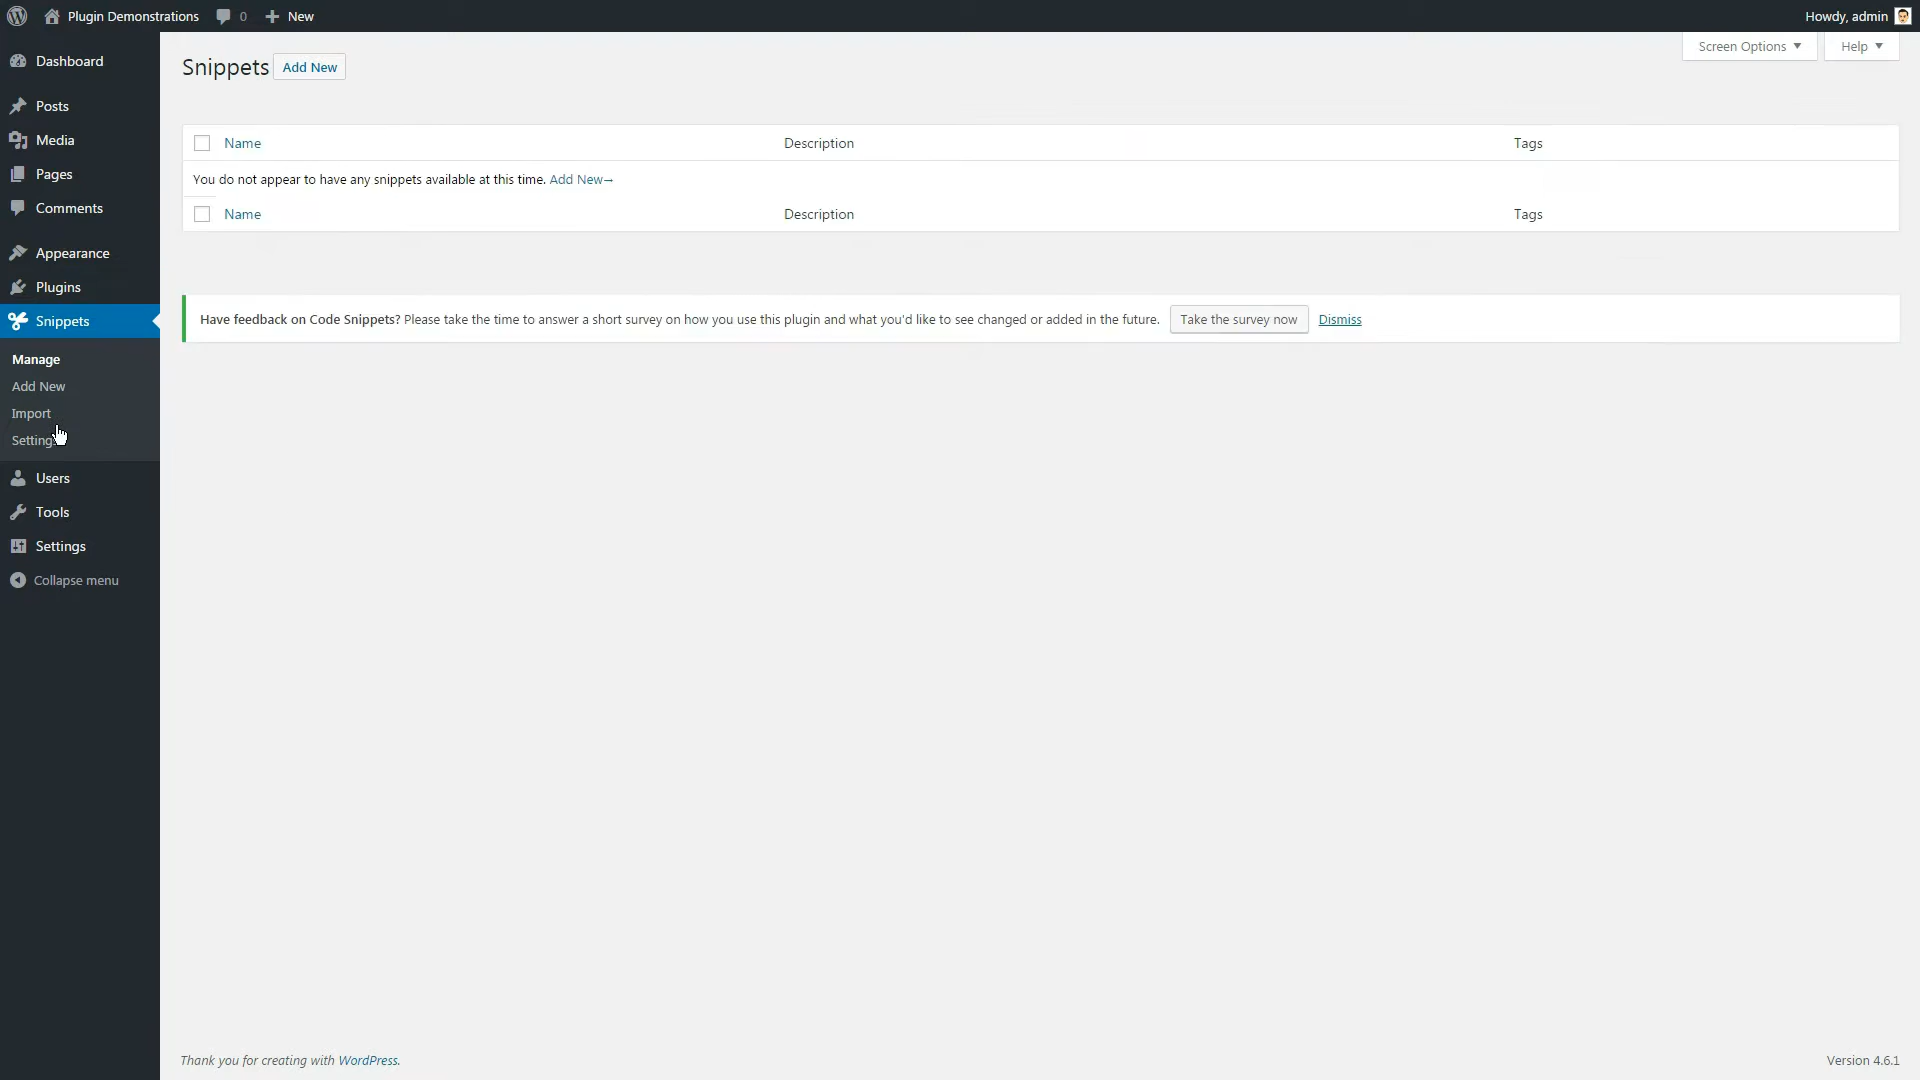 Plugin Demonstrations 0 New Howdy, admin
Screen Options Help
Dashboard
Posts
Media
Pages
Comments
Appearance
Plugins
Snippets
Manage
Add New
Import
Settings
Users
Tools
Settings
Collapse menu
Snippets Add New
Name Description Tags
You do not appear to have any snippets available at this time. Add New→
Name Description Tags
Have feedback on Code Snippets? Please take the time to answer a short survey on how you use this plugin and what you'd like to see changed or added in the future. Take the survey now Dismiss
Thank you for creating with WordPress. Version 4.6.1